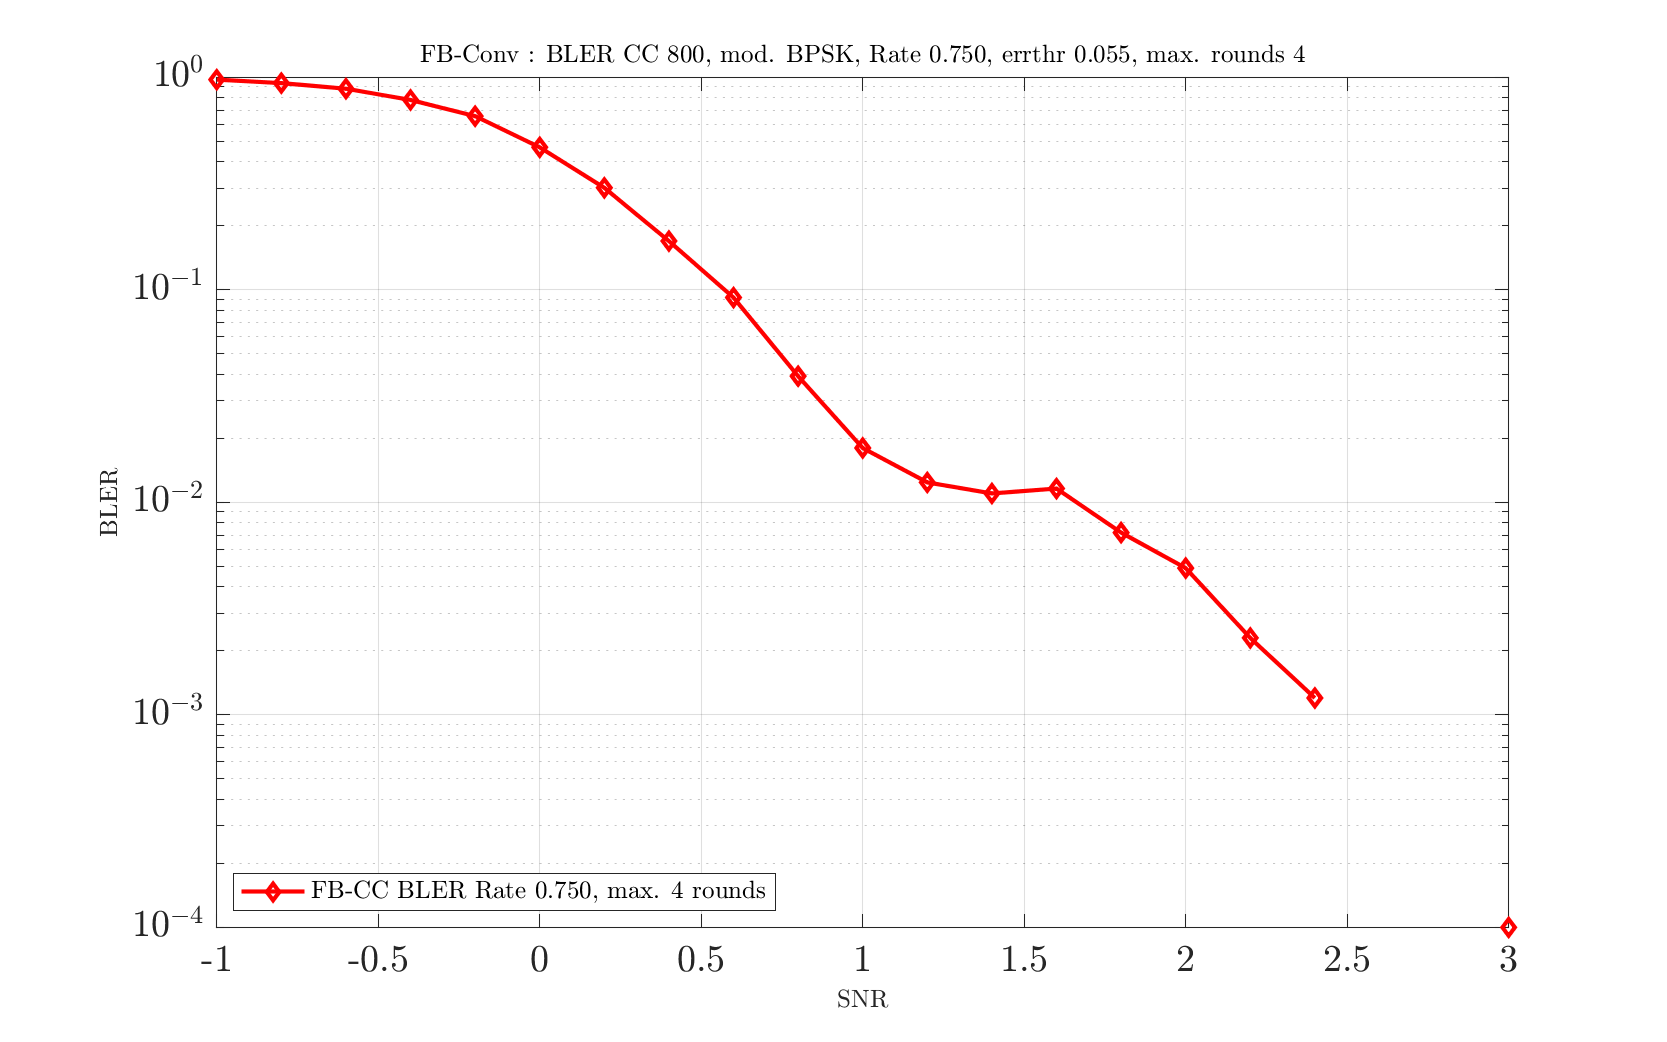 FB-Conv : BLER CC 800, mod. BPSK, Rate 0.750, errthr 0.055, max. rounds 4
10^0
10^-1
10^-2
10^-3
10^-4
BLER
FB-CC BLER Rate 0.750, max. 4 rounds
-1 -0.5 0 0.5 1 1.5 2 2.5 3
SNR